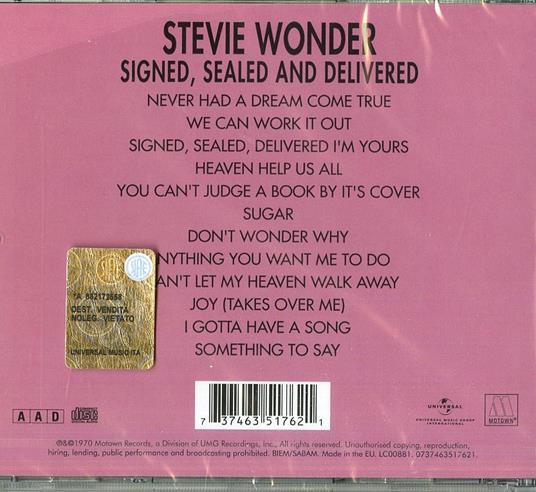 STEVIE WONDER
SIGNED, SEALED AND DELIVERED
NEVER HAD A DREAM COME TRUE
WE CAN WORK IT OUT
SIGNED, SEALED, DELIVERED I'M YOURS
HEAVEN HELP US ALL
YOU CAN'T JUDGE A BOOK BY IT'S COVER
SUGAR
DON'T WONDER WHY
NYTHING YOU WANT ME TO DO
AN'T LET MY HEAVEN WALK AWAY
JOY (TAKES OVER ME)
I GOTTA HAVE A SONG
SOMETHING TO SAY
DEST. VENDITA
NOLEG. VIETATO
UNIVERSAL MUSIC ITA
A A D
disc
7 37463 51762 1
UNIVERSAL
UNIVERSAL MUSIC GROUP
INTERNATIONAL
M
MOTOWN
℗&©1970 Motown Records, a Division of UMG Recordings, Inc., All rights reserved. Unauthorised copying, reproduction,
hiring, lending, public performance and broadcasting prohibited. BIEM/SABAM. Made in the EU. LC00881. 0737463517621.